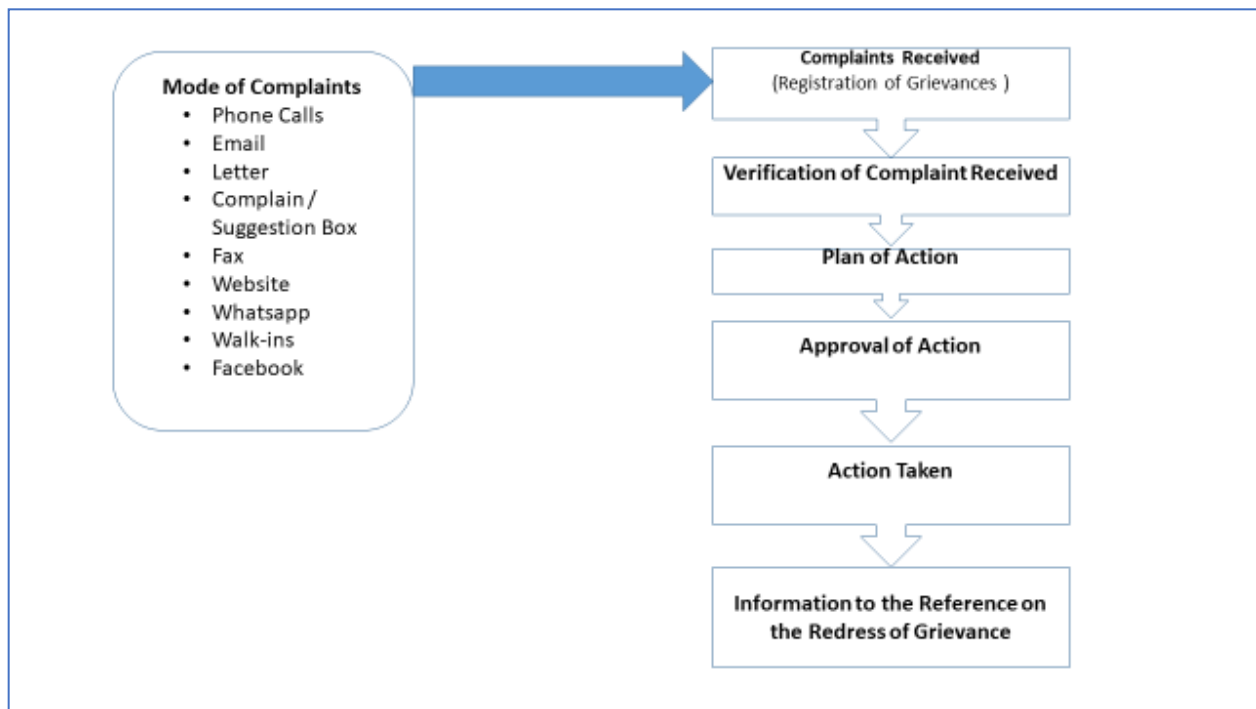 Mode of Complaints
• Phone Calls
• Email
• Letter
• Complain /
Suggestion Box
• Fax
• Website
• Whatsapp
• Walk-ins
• Facebook
Complaints Received
(Registration of Grievances )
Verification of Complaint Received
Plan of Action
Approval of Action
Action Taken
Information to the Reference on
the Redress of Grievance